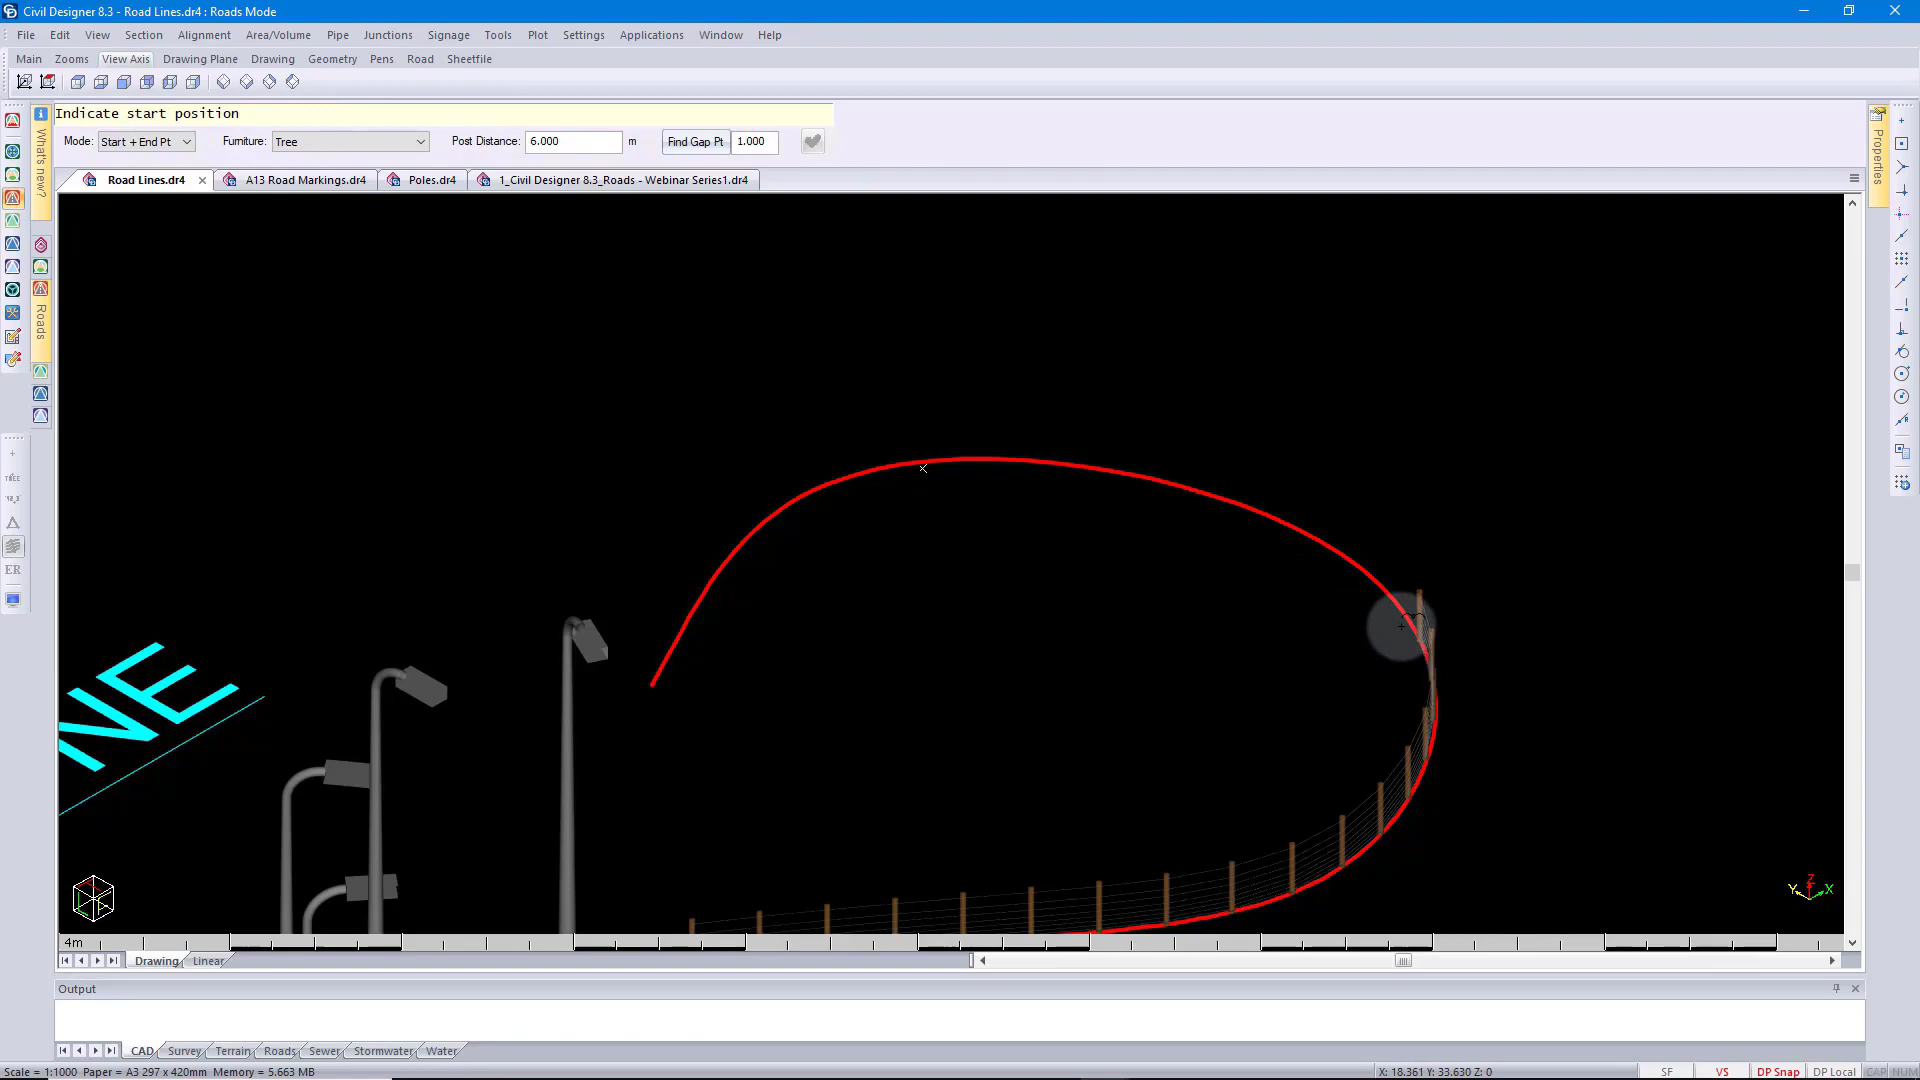 Civil Designer 8.3 - Road Lines.dr4 : Roads Mode
File Edit View Section Alignment Area/Volume Pipe Junctions Signage Tools Plot Settings Applications Window Help
Main Zooms View Axis Drawing Plane Drawing Geometry Pens Road Sheetfile
Indicate start position
Mode: Start + End Pt Furniture: Tree Post Distance: 6.000 m Find Gap Pt 1.000
Road Lines.dr4 A13 Road Markings.dr4 Poles.dr4 1_Civil Designer 8.3_Roads - Webinar Series1.dr4
What's new?
Roads
Properties
TREE
ER
NE
Z
Y X
4m
Drawing Linear
Output
CAD Survey Terrain Roads Sewer Stormwater Water
Scale = 1:1000 Paper = A3 297 x 420mm Memory = 5.663 MB X: 18.361 Y: 33.630 Z: 0 SF VS DP Snap DP Local CAP NUM